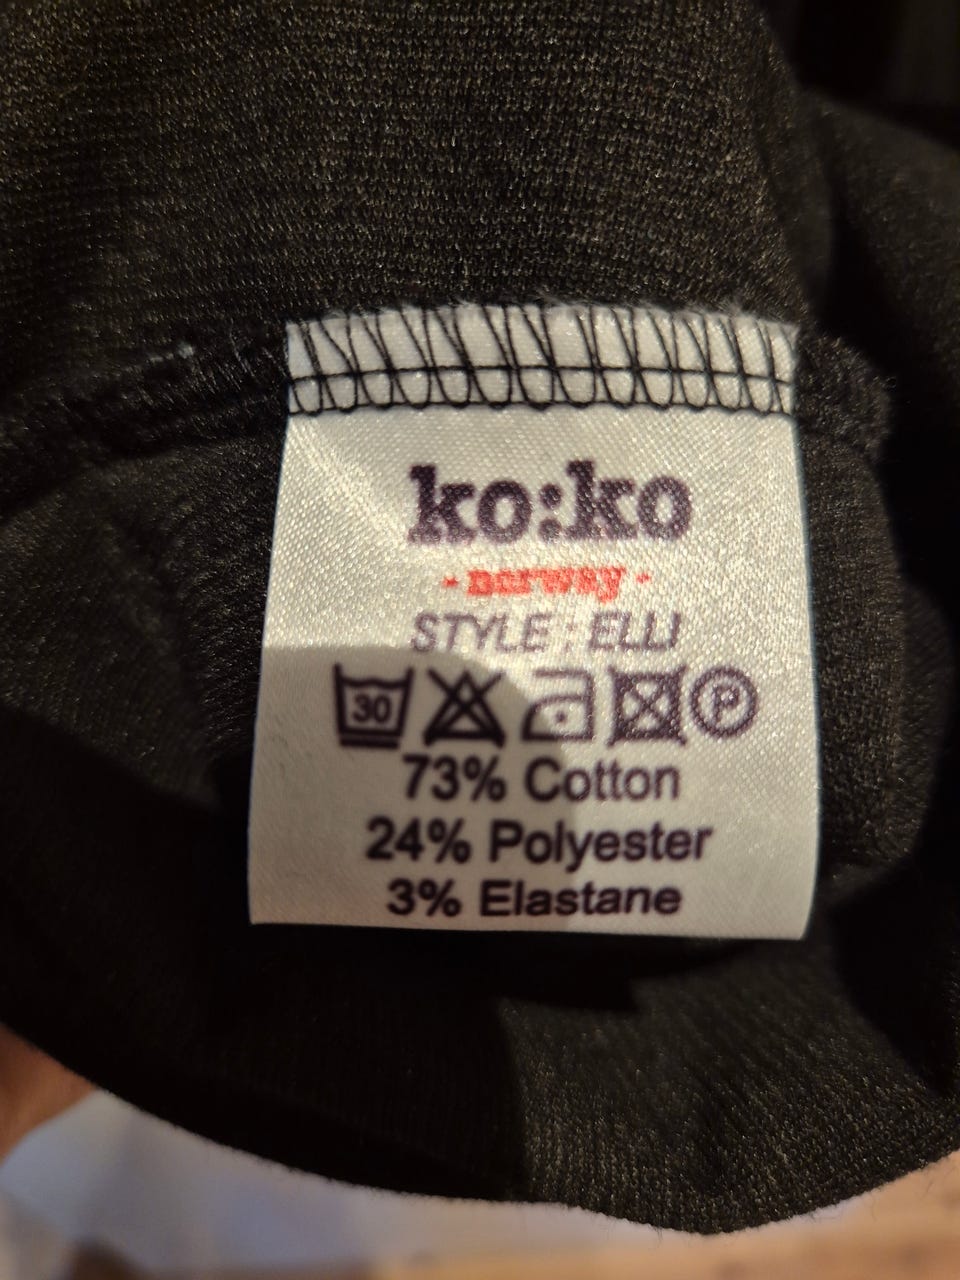 ko:ko
- norway -
STYLE : ELLI
30 P
73% Cotton
24% Polyester
3% Elastane